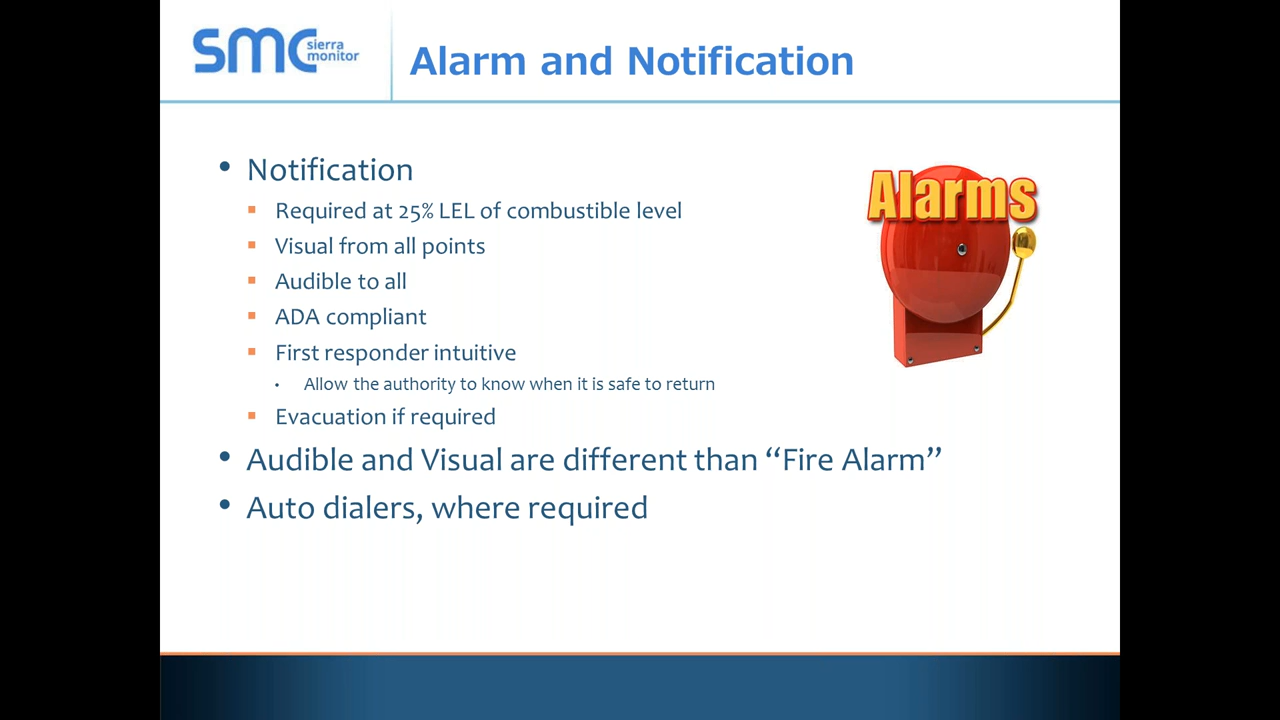 SMC sierra monitor
Alarm and Notification
• Notification
▪ Required at 25% LEL of combustible level
▪ Visual from all points
▪ Audible to all
▪ ADA compliant
▪ First responder intuitive
• Allow the authority to know when it is safe to return
▪ Evacuation if required
• Audible and Visual are different than “Fire Alarm”
• Auto dialers, where required
Alarms